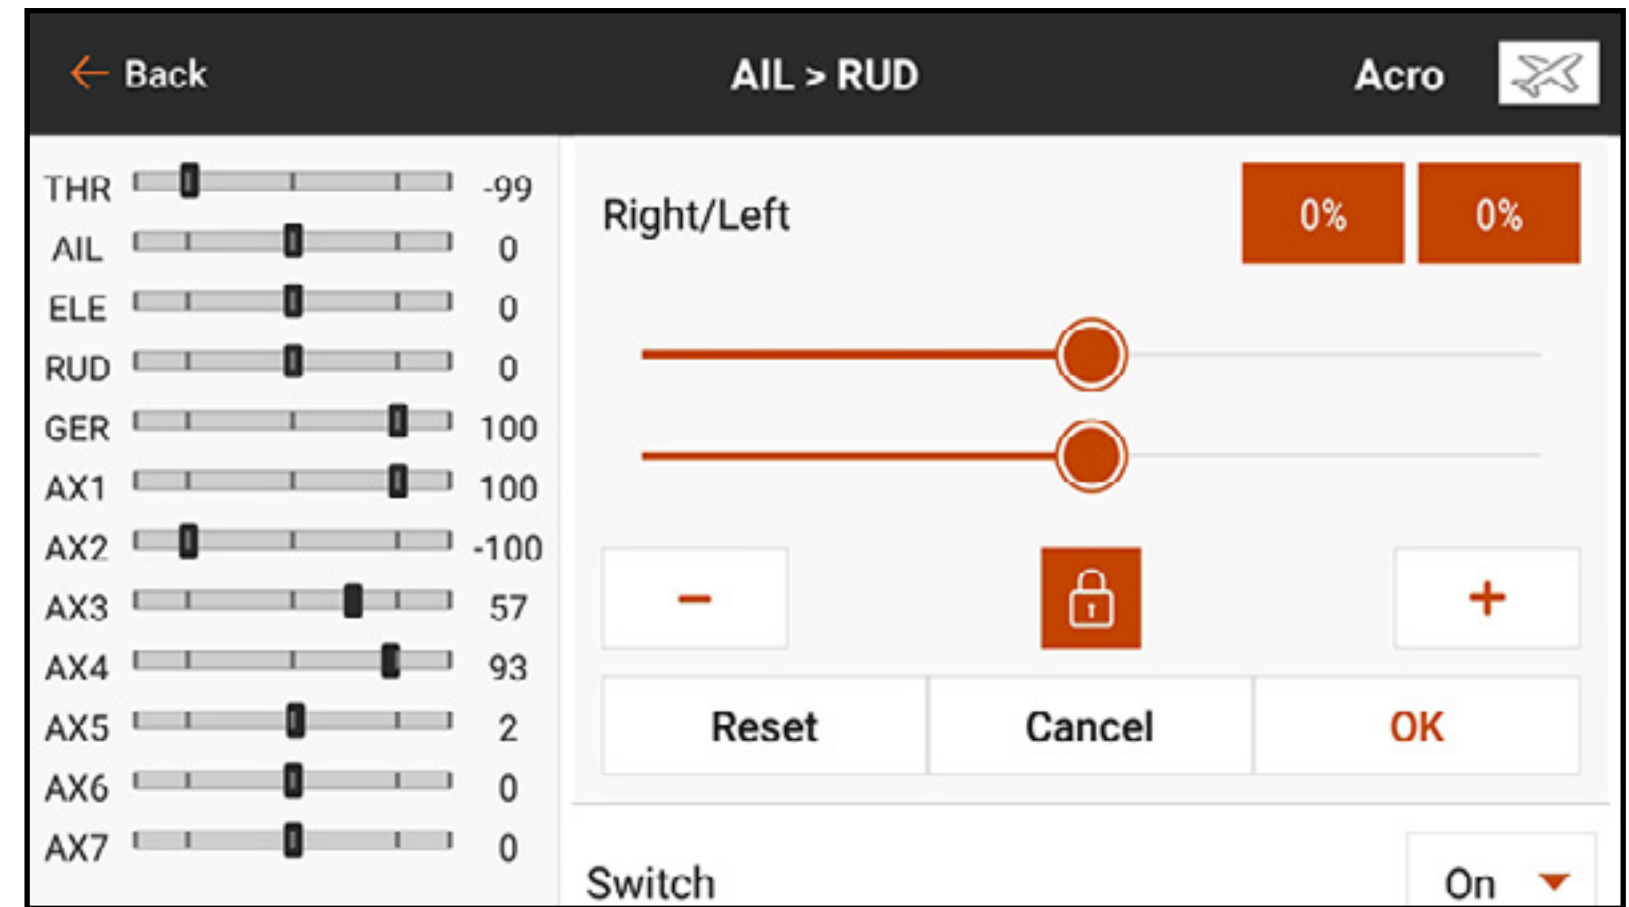 ← Back AIL > RUD Acro
THR -99
AIL 0
ELE 0
RUD 0
GER 100
AX1 100
AX2 -100
AX3 57
AX4 93
AX5 2
AX6 0
AX7 0
Right/Left 0% 0%
− +
Reset Cancel OK
Switch On